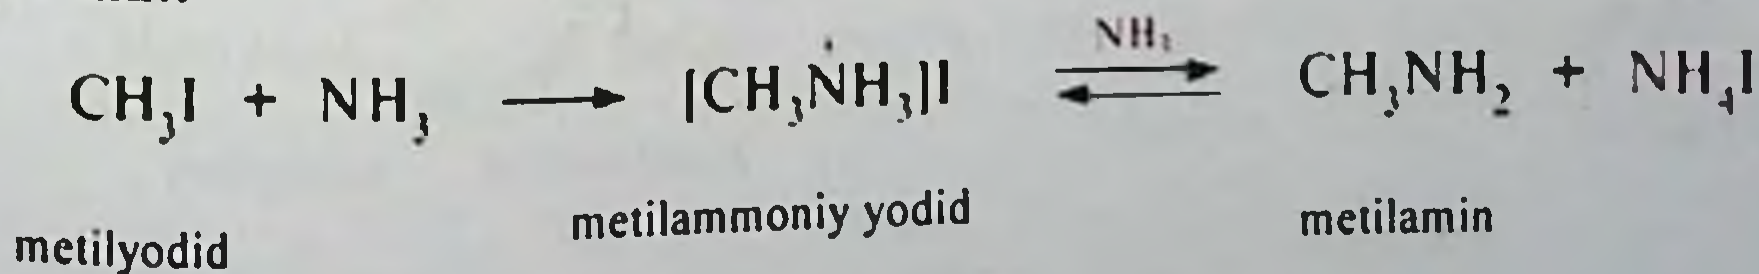 NH₃
CH₃I + NH₃ ⟶ [CH₃NH₃]I ⇄ CH₃NH₂ + NH₄I
metilyodid metilammoniy yodid metilamin